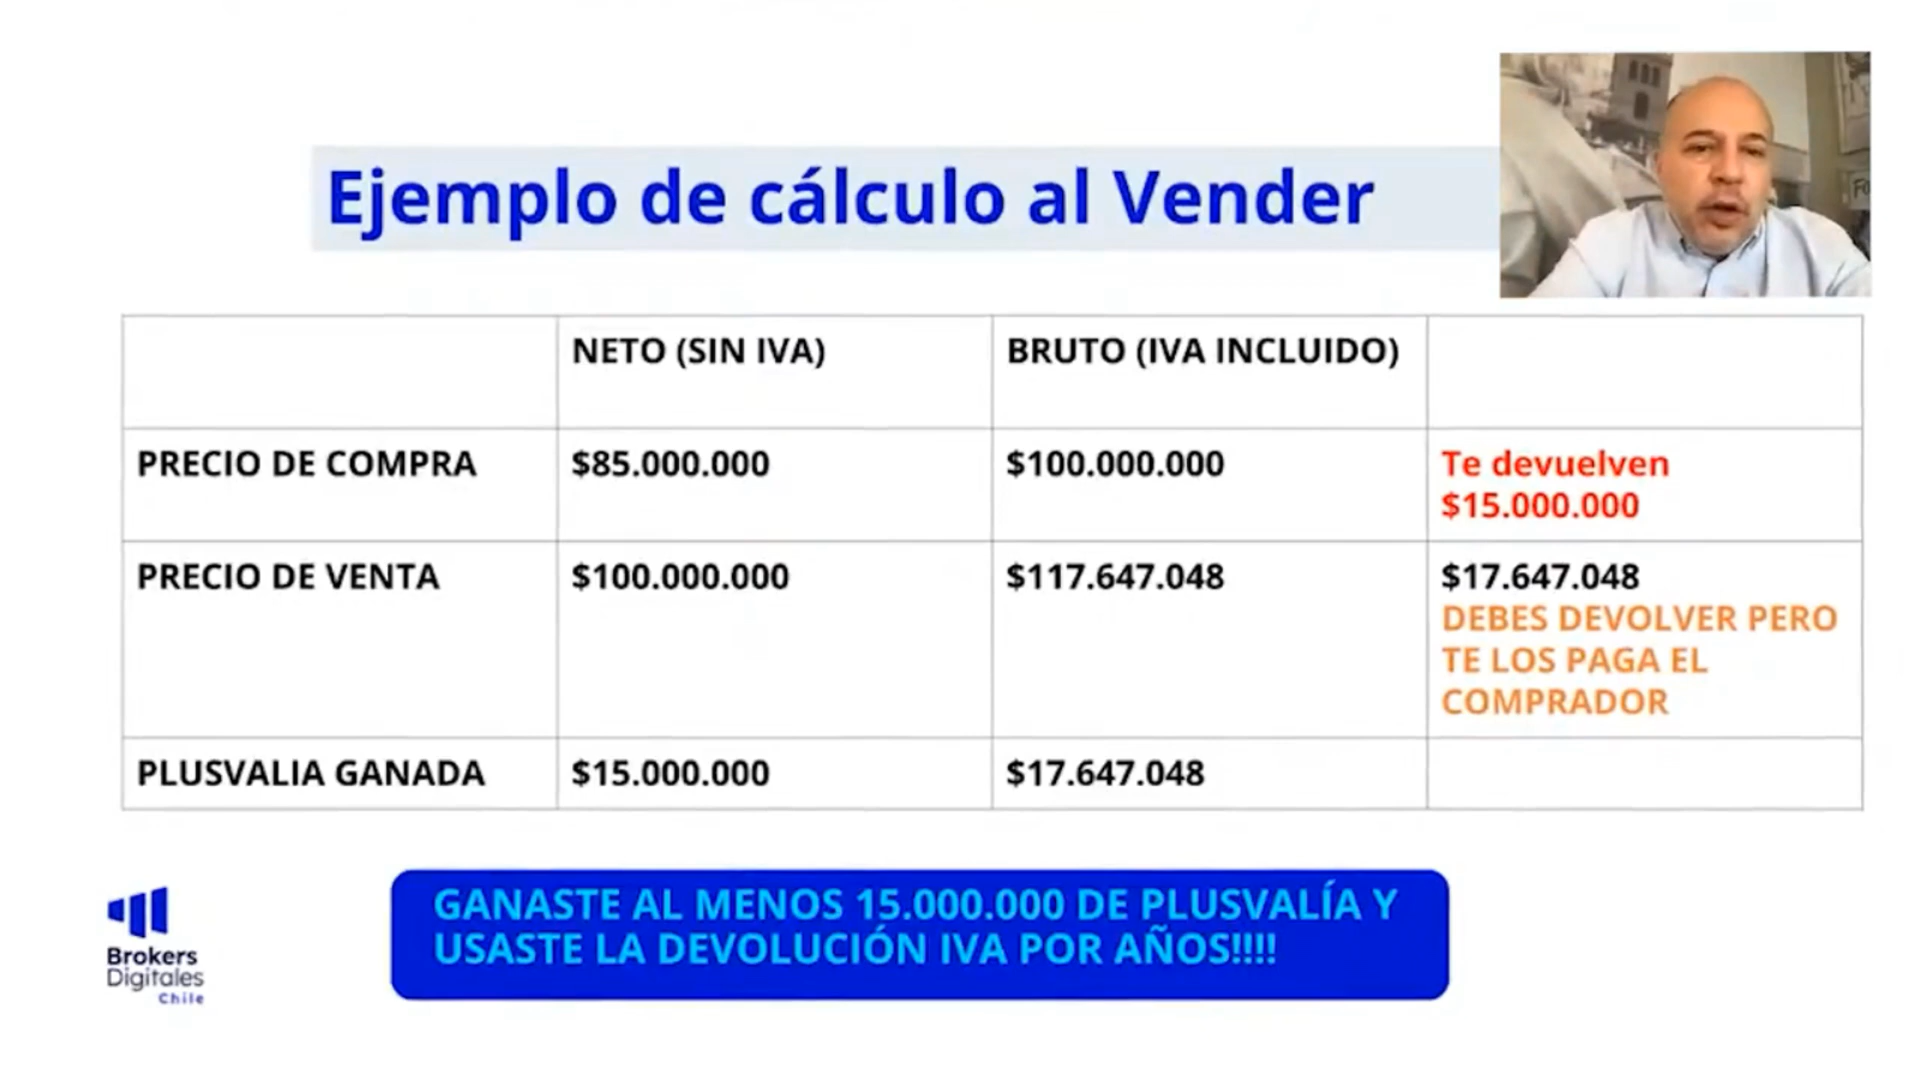 Ejemplo de cálculo al Vender
NETO (SIN IVA)
BRUTO (IVA INCLUIDO)
PRECIO DE COMPRA
$85.000.000
$100.000.000
Te devuelven
$15.000.000
PRECIO DE VENTA
$100.000.000
$117.647.048
$17.647.048
DEBES DEVOLVER PERO
TE LOS PAGA EL
COMPRADOR
PLUSVALIA GANADA
$15.000.000
$17.647.048
GANASTE AL MENOS 15.000.000 DE PLUSVALÍA Y
USASTE LA DEVOLUCIÓN IVA POR AÑOS!!!!
Brokers
Digitales
Chile